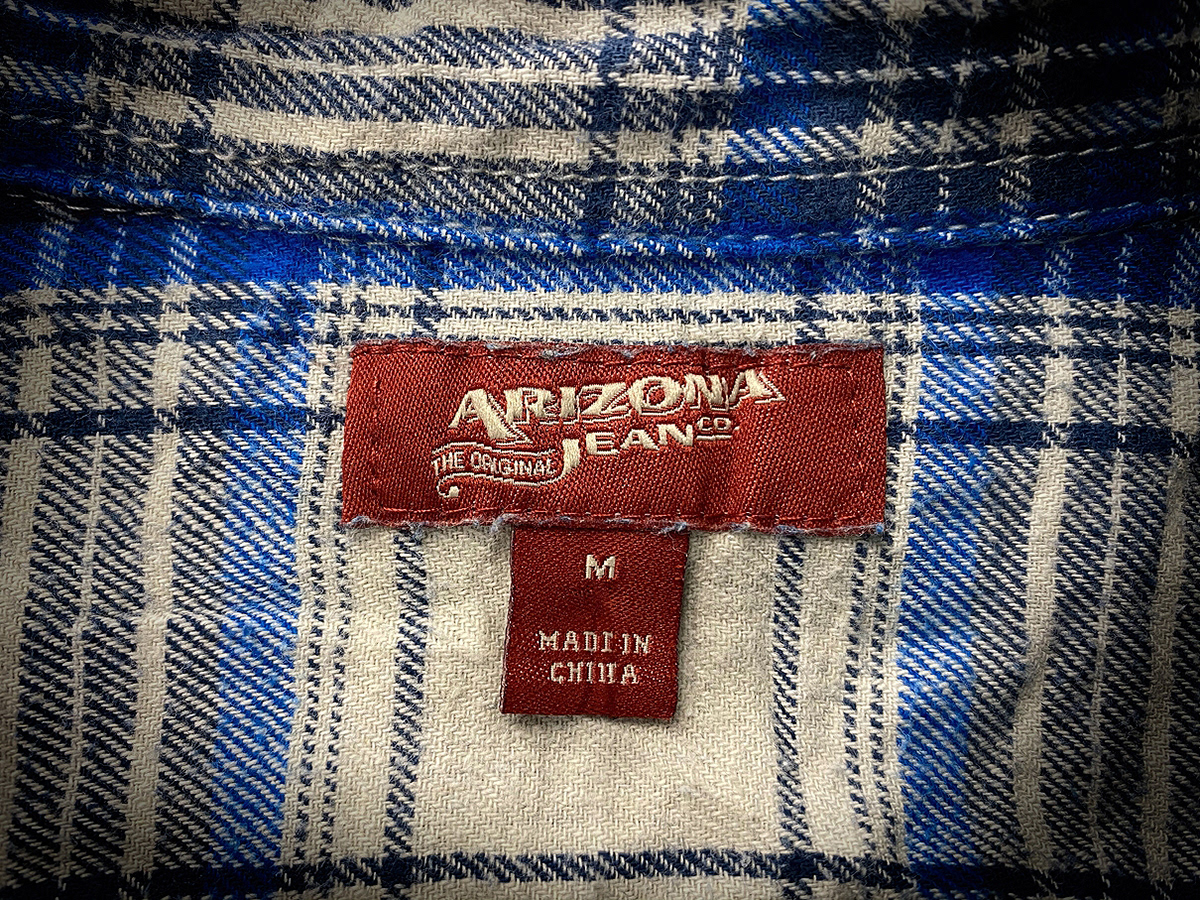 ARIZONA
JEAN CO.
THE ORIGINAL
M
MADE IN
CHINA